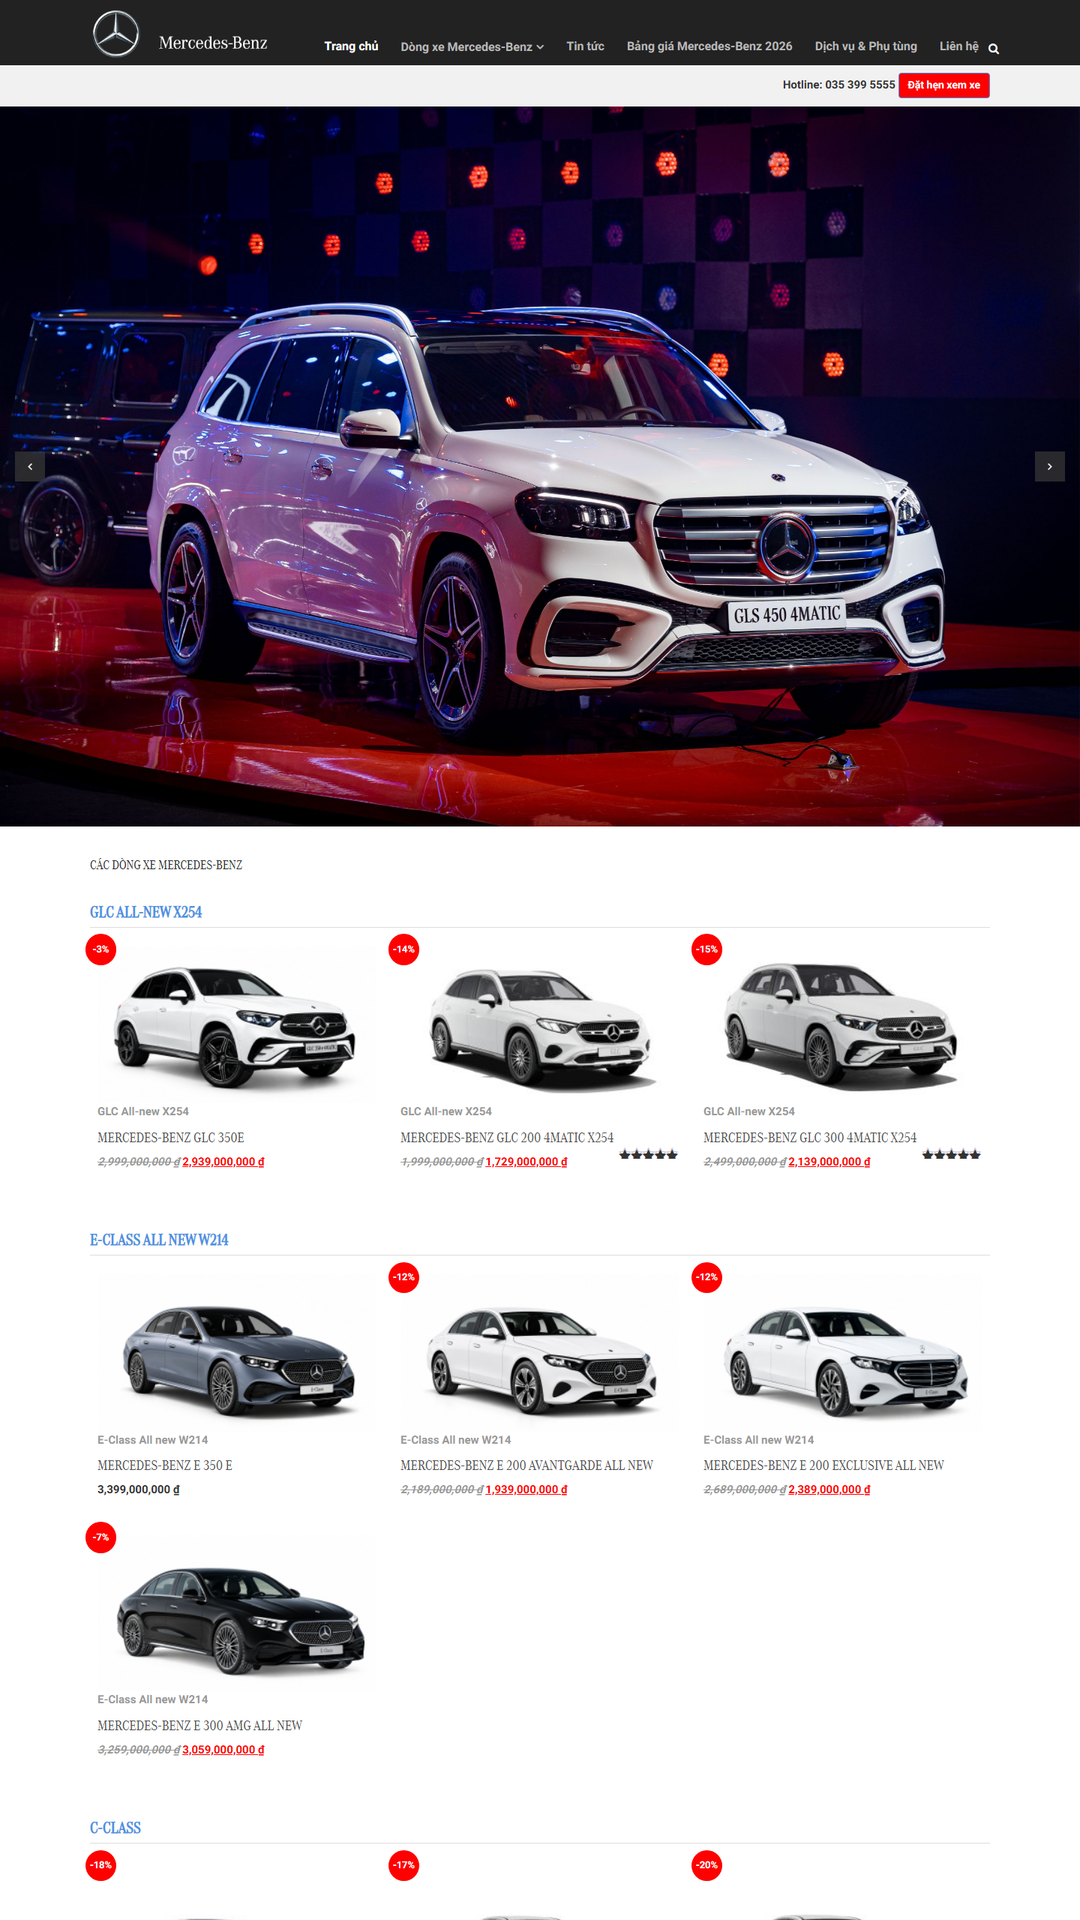 Mercedes-Benz
Trang chủ
Dòng xe Mercedes-Benz
Tin tức
Bảng giá Mercedes-Benz 2026
Dịch vụ & Phụ tùng
Liên hệ
Hotline: 035 399 5555
Đặt hẹn xem xe
GLS 450 4MATIC
CÁC DÒNG XE MERCEDES-BENZ
GLC ALL-NEW X254
-3%
-14%
-15%
GLC All-new X254
MERCEDES-BENZ GLC 350E
2,999,000,000 ₫ 2,939,000,000 ₫
GLC All-new X254
MERCEDES-BENZ GLC 200 4MATIC X254
1,999,000,000 ₫ 1,729,000,000 ₫
GLC All-new X254
MERCEDES-BENZ GLC 300 4MATIC X254
2,499,000,000 ₫ 2,139,000,000 ₫
E-CLASS ALL NEW W214
-12%
-12%
E-Class
E-Class
E-Class
E-Class All new W214
MERCEDES-BENZ E 350 E
3,399,000,000 ₫
E-Class All new W214
MERCEDES-BENZ E 200 AVANTGARDE ALL NEW
2,189,000,000 ₫ 1,939,000,000 ₫
E-Class All new W214
MERCEDES-BENZ E 200 EXCLUSIVE ALL NEW
2,689,000,000 ₫ 2,389,000,000 ₫
-7%
E-Class
E-Class All new W214
MERCEDES-BENZ E 300 AMG ALL NEW
3,259,000,000 ₫ 3,059,000,000 ₫
C-CLASS
-18%
-17%
-20%